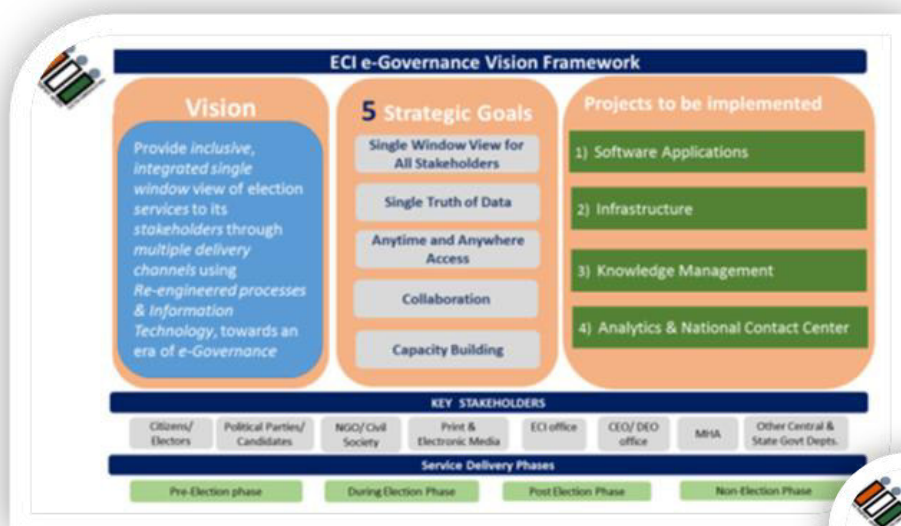 ECI e-Governance Vision Framework
Vision
Provide inclusive,
integrated single
window view of election
services to its
stakeholders through
multiple delivery
channels using
Re-engineered processes
& Information
Technology, towards an
era of e-Governance
5 Strategic Goals
Single Window View for
All Stakeholders
Single Truth of Data
Anytime and Anywhere
Access
Collaboration
Capacity Building
Projects to be implemented
1) Software Applications
2) Infrastructure
3) Knowledge Management
4) Analytics & National Contact Center
KEY STAKEHOLDERS
Citizens/
Electors
Political Parties/
Candidates
NGO/Civil
Society
Print &
Electronic Media
ECI office
CEO/ DEO
office
MHA
Other Central &
State Govt Depts.
Service Delivery Phases
Pre-Election phase
During Election Phase
Post Election Phase
Non-Election Phase